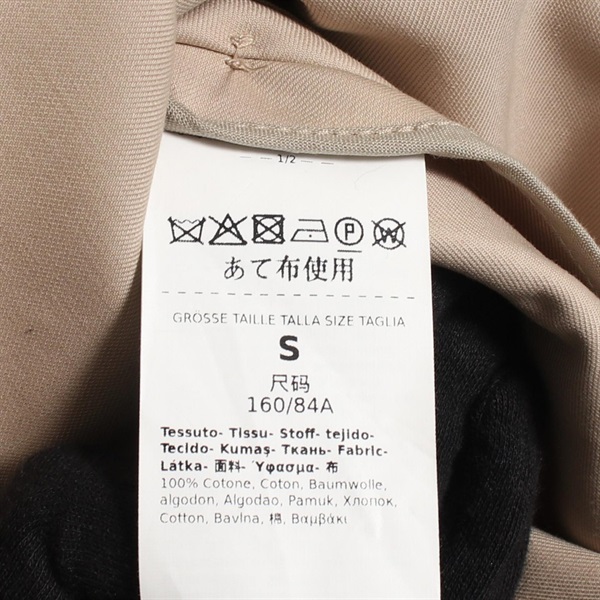 1/2
P W
あて布使用
GRÖSSE TAILLE TALLA SIZE TAGLIA
S
尺码
160/84A
Tessuto- Tissu- Stoff- tejido-
Tecido- Kumaş- Ткань- Fabric-
Látka- 面料- Ύφασμα- 布
100% Cotone, Coton, Baumwolle,
algodon, Algodao, Pamuk, Хлопок,
Cotton, Bavlna, 棉, Βαμβάκι